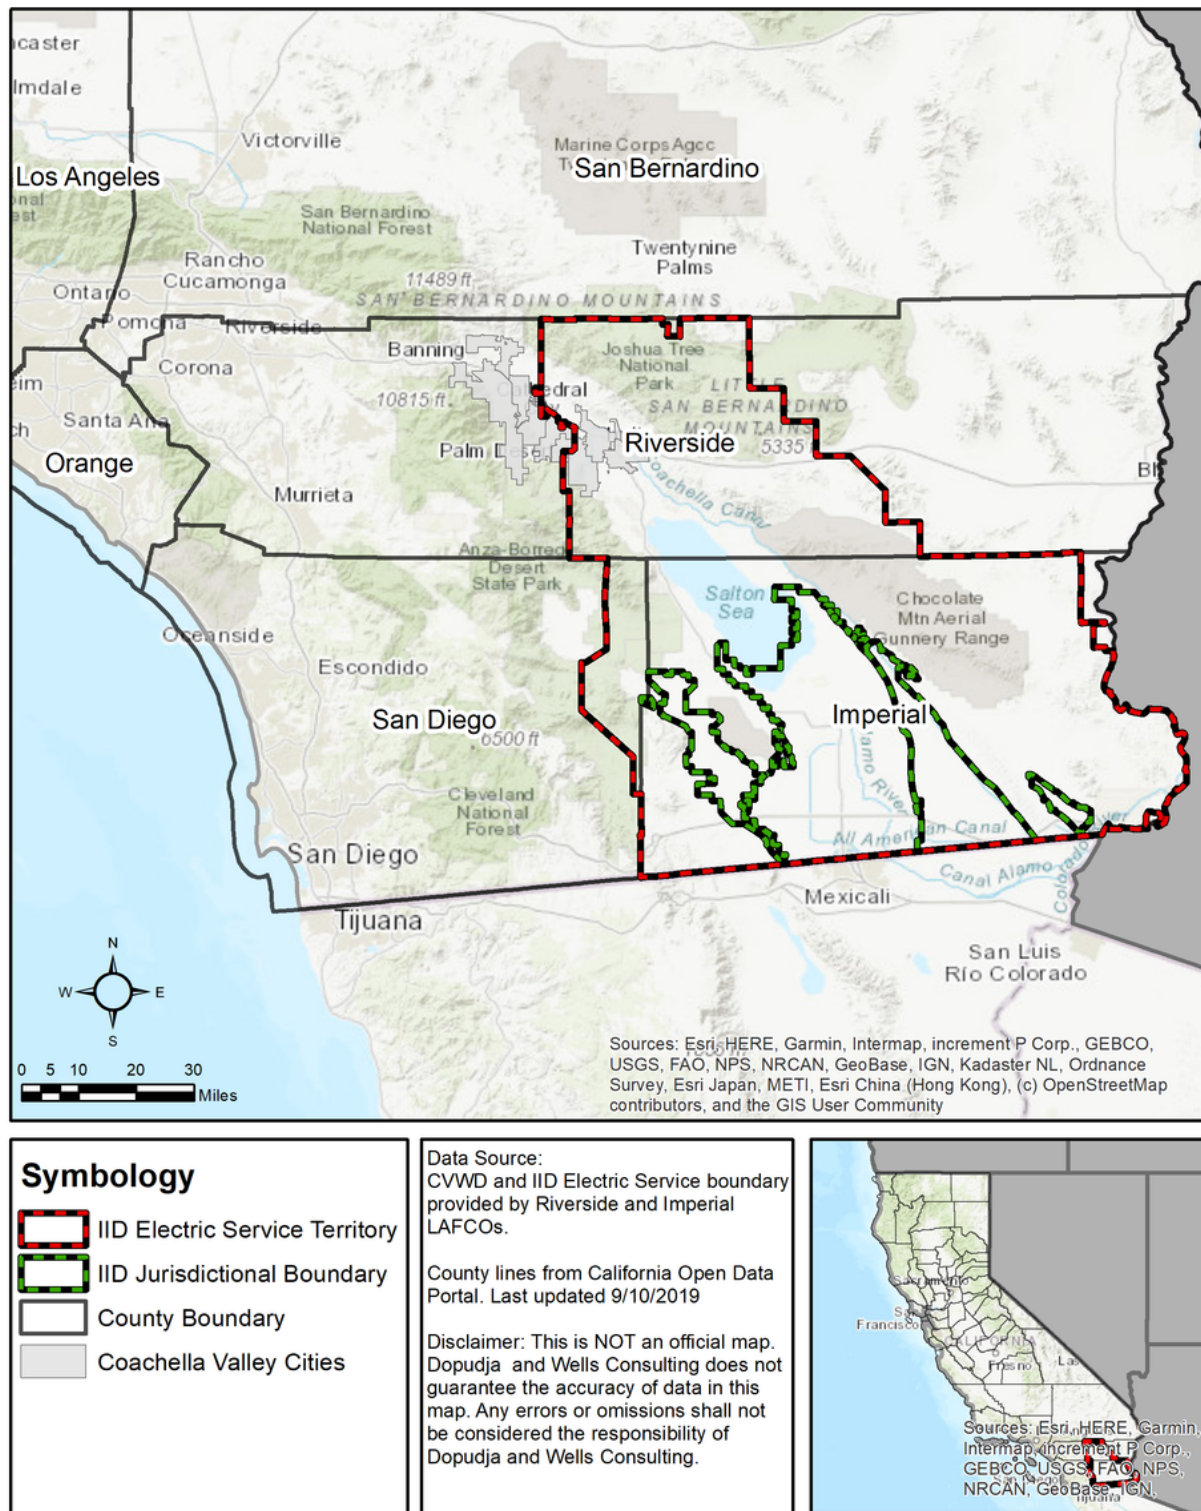 ncaster
lmdale
Victorville
Marine Corps Agcc
San Bernardino
Los Angeles
San Bernardino
National Forest
Twentynine
Palms
Rancho
Cucamonga
11489 ft
SAN BERNARDINO MOUNTAINS
Ontario
Pomona
Riverside
Banning
Joshua Tree
National
Park
Corona
eim
LITTLE
SAN BERNARDINO
MOUNTAINS
10815 ft
Santa Ana
ch
Palm Desert
Riverside
5335 ft
Orange
Bl
Murrieta
Coachella Canal
Anza-Borrego
Desert
State Park
Salton
Sea
Chocolate
Mtn Aerial
Gunnery Range
Oceanside
Escondido
San Diego
Imperial
6500 ft
Alamo River
Cleveland
National
Forest
All American Canal
San Diego
Canal Alamo
Colorado
Mexicali
Tijuana
San Luis
Río Colorado
N
W
E
S
0 5 10 20 30
Miles
Sources: Esri, HERE, Garmin, Intermap, increment P Corp., GEBCO,
USGS, FAO, NPS, NRCAN, GeoBase, IGN, Kadaster NL, Ordnance
Survey, Esri Japan, METI, Esri China (Hong Kong), (c) OpenStreetMap
contributors, and the GIS User Community
Symbology
IID Electric Service Territory
IID Jurisdictional Boundary
County Boundary
Coachella Valley Cities
Data Source:
CVWD and IID Electric Service boundary
provided by Riverside and Imperial
LAFCOs.
County lines from California Open Data
Portal. Last updated 9/10/2019
Disclaimer: This is NOT an official map.
Dopudja and Wells Consulting does not
guarantee the accuracy of data in this
map. Any errors or omissions shall not
be considered the responsibility of
Dopudja and Wells Consulting.
Sacramento
San
Francisco
CALIFORNIA
Fresno
Las
Sources: Esri, HERE, Garmin,
Intermap, increment P Corp.,
GEBCO, USGS, FAO, NPS,
NRCAN, GeoBase, IGN,
Tijuana